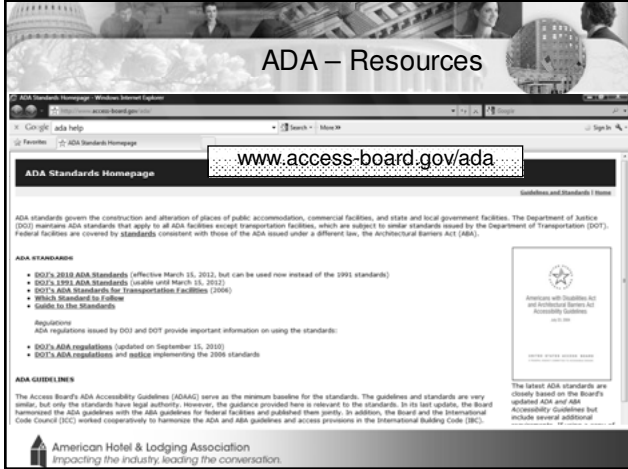 ADA – Resources
ADA Standards Homepage - Windows Internet Explorer
http://www.access-board.gov/ada/
Google
Google ada help Search More >> Sign In
Favorites ADA Standards Homepage
www.access-board.gov/ada
ADA Standards Homepage
Guidelines and Standards | Home
ADA standards govern the construction and alteration of places of public accommodation, commercial facilities, and state and local government facilities. The Department of Justice
(DOJ) maintains ADA standards that apply to all ADA facilities except transportation facilities, which are subject to similar standards issued by the Department of Transportation (DOT).
Federal facilities are covered by standards consistent with those of the ADA issued under a different law, the Architectural Barriers Act (ABA).
ADA STANDARDS
DOJ's 2010 ADA Standards (effective March 15, 2012, but can be used now instead of the 1991 standards)
DOJ's 1991 ADA Standards (usable until March 15, 2012)
DOT's ADA Standards for Transportation Facilities (2006)
Which Standard to Follow
Guide to the Standards
Regulations
ADA regulations issued by DOJ and DOT provide important information on using the standards:
DOJ's ADA regulations (updated on September 15, 2010)
DOT's ADA regulations and notice implementing the 2006 standards
ADA GUIDELINES
The Access Board's ADA Accessibility Guidelines (ADAAG) serve as the minimum baseline for the standards. The guidelines and standards are very
similar, but only the standards have legal authority. However, the guidance provided here is relevant to the standards. In its last update, the Board
harmonized the ADA guidelines with the ABA guidelines for federal facilities and published them jointly. In addition, the Board and the International
Code Council (ICC) worked cooperatively to harmonize the ADA and ABA guidelines and access provisions in the International Building Code (IBC).
Americans with Disabilities Act
and Architectural Barriers Act
Accessibility Guidelines
UNITED STATES ACCESS BOARD
The latest ADA standards are
closely based on the Board's
updated ADA and ABA
Accessibility Guidelines but
include several additional
American Hotel & Lodging Association
Impacting the industry, leading the conversation.